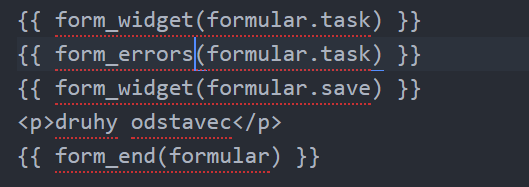 {{ form_widget(formular.task) }}
{{ form_errors(formular.task) }}
{{ form_widget(formular.save) }}
<p>druhy odstavec</p>
{{ form_end(formular) }}